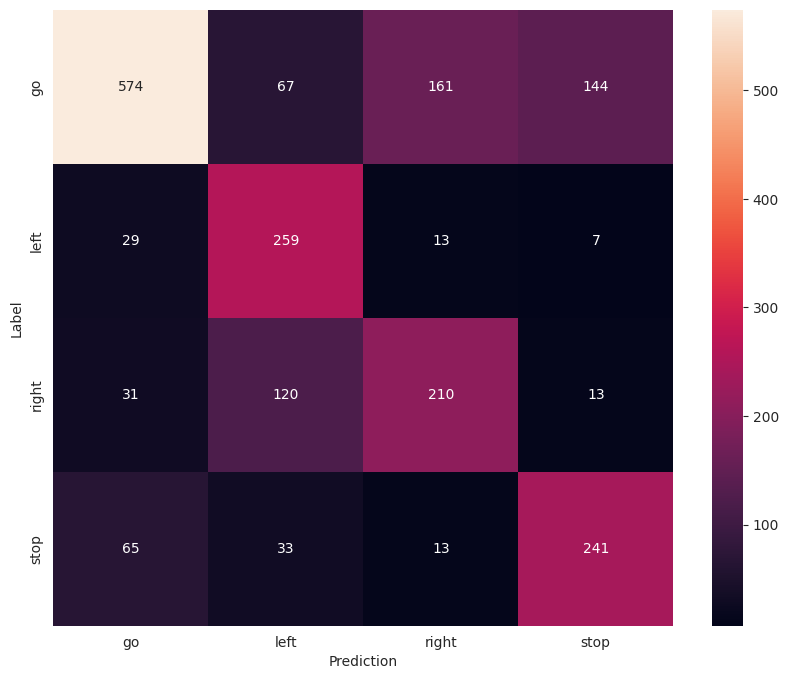 go 574 67 161 144
left 29 259 13 7
right 31 120 210 13
stop 65 33 13 241
go left right stop
Prediction
Label
500
400
300
200
100